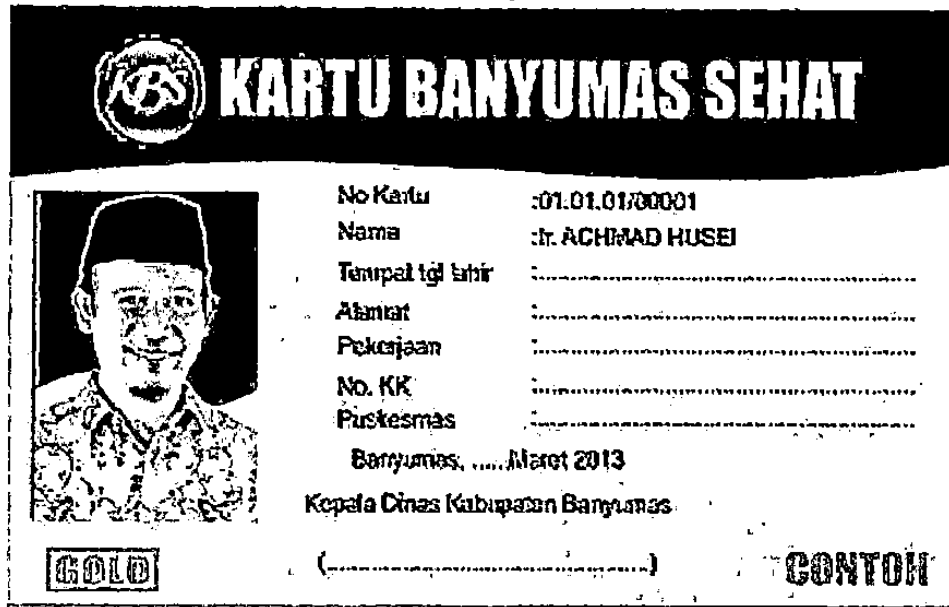 KBS KARTU BANYUMAS SEHAT
No Kartu :01.01.01/00001
Nama :Ir. ACHMAD HUSEI
Tempat tgl lahir :....................
Alamat :....................
Pekerjaan :....................
No. KK :....................
Puskesmas :....................
Banyumas, .....Maret 2013
Kepala Dinas Kabupaten Banyumas
(....................)
GOLD
CONTOH